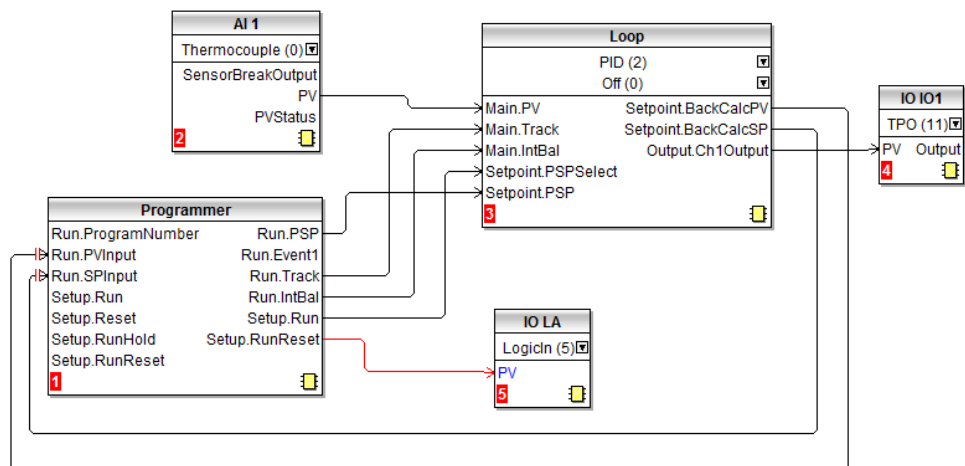 AI 1
Thermocouple (0)
SensorBreakOutput
PV
PVStatus
2
Loop
PID (2)
Off (0)
Main.PV Setpoint.BackCalcPV
Main.Track Setpoint.BackCalcSP
Main.IntBal Output.Ch1Output
Setpoint.PSPSelect
Setpoint.PSP
3
IO IO1
TPO (11)
PV Output
4
Programmer
Run.ProgramNumber Run.PSP
Run.PVInput Run.Event1
Run.SPInput Run.Track
Setup.Run Run.IntBal
Setup.Reset Setup.Run
Setup.RunHold Setup.RunReset
Setup.RunReset
1
IO LA
LogicIn (5)
PV
5